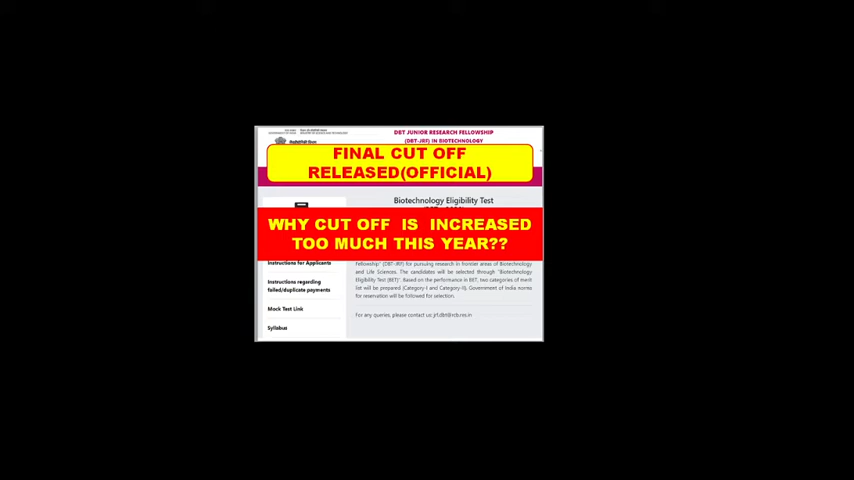 DBT JUNIOR RESEARCH FELLOWSHIP
(DBT-JRF) IN BIOTECHNOLOGY
FINAL CUT OFF
RELEASED(OFFICIAL)
Biotechnology Eligibility Test
WHY CUT OFF IS INCREASED
TOO MUCH THIS YEAR??
Instructions for Applicants
Instructions regarding
failed/duplicate payments
Mock Test Link
Syllabus
Fellowship" (DBT-JRF) for pursuing research in frontier areas of Biotechnology
and Life Sciences. The candidates will be selected through "Biotechnology
Eligibility Test (BET)". Based on the performance in BET, two categories of merit
list will be prepared (Category-I and Category-II). Government of India norms
for reservation will be followed for selection.
For any queries, please contact us: jrf.dbt@rcb.res.in